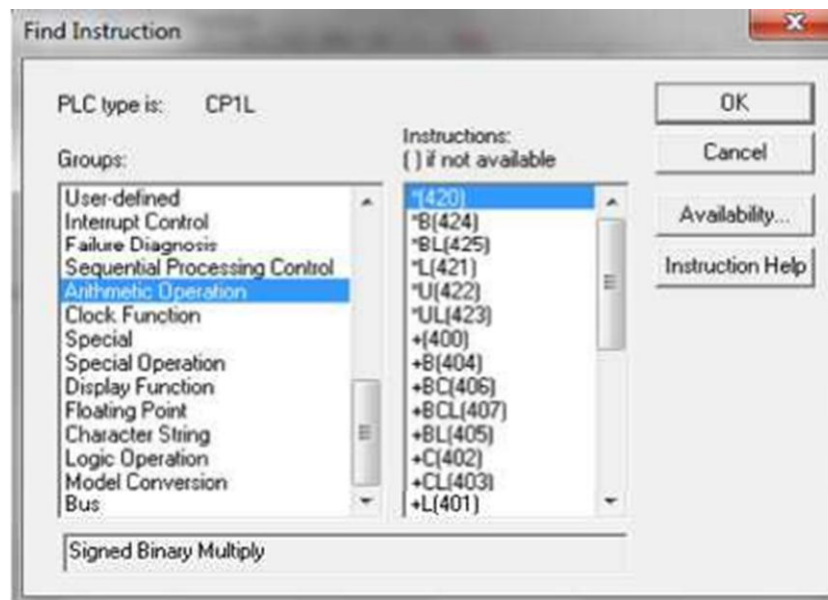 Find Instruction
PLC type is: CP1L
OK
Cancel
Availability...
Instruction Help
Groups:
User-defined
Interrupt Control
Failure Diagnosis
Sequential Processing Control
Arithmetic Operation
Clock Function
Special
Special Operation
Display Function
Floating Point
Character String
Logic Operation
Model Conversion
Bus
Instructions:
( ) if not available
*(420)
*B(424)
*BL(425)
*L(421)
*U(422)
*UL(423)
+(400)
+B(404)
+BC(406)
+BCL(407)
+BL(405)
+C(402)
+CL(403)
+L(401)
Signed Binary Multiply